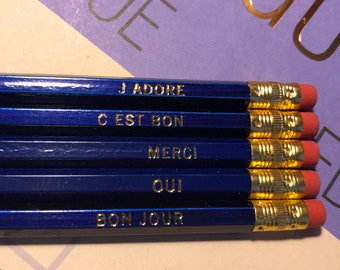 J ADORE
C EST BON
MERCI
OUI
BON JOUR